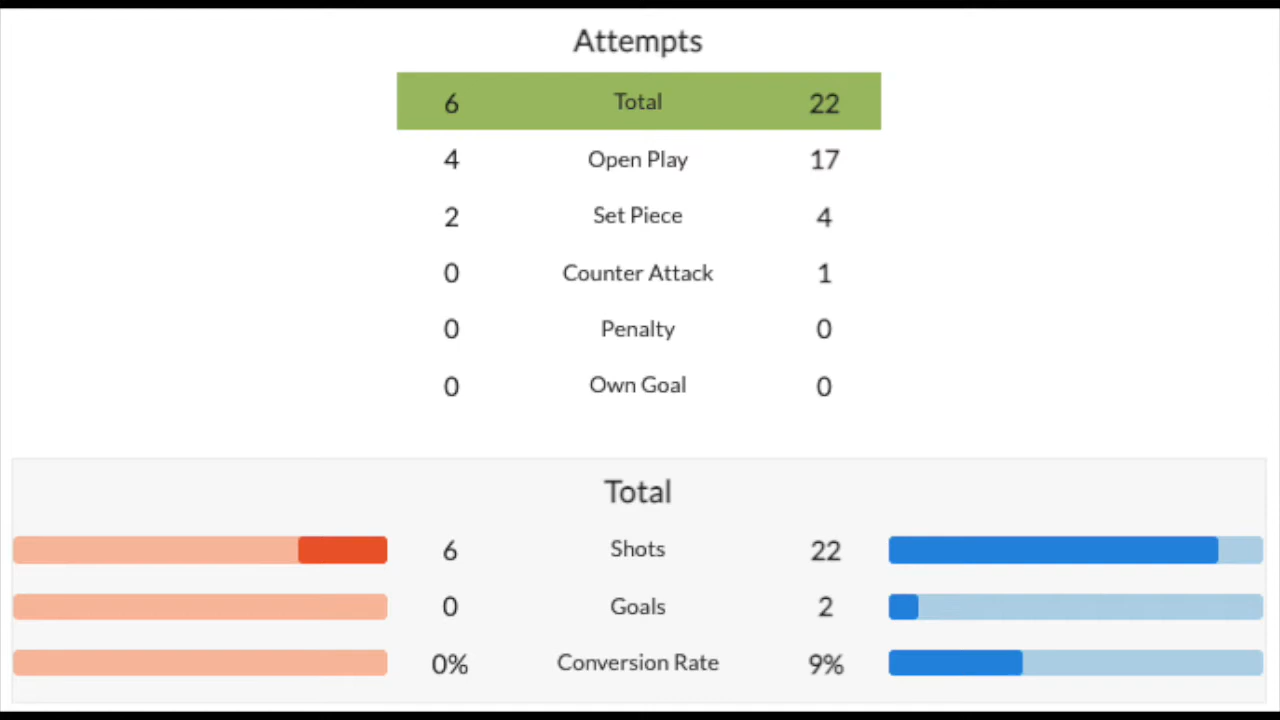 Attempts
6 Total 22
4 Open Play 17
2 Set Piece 4
0 Counter Attack 1
0 Penalty 0
0 Own Goal 0
Total
6 Shots 22
0 Goals 2
0% Conversion Rate 9%